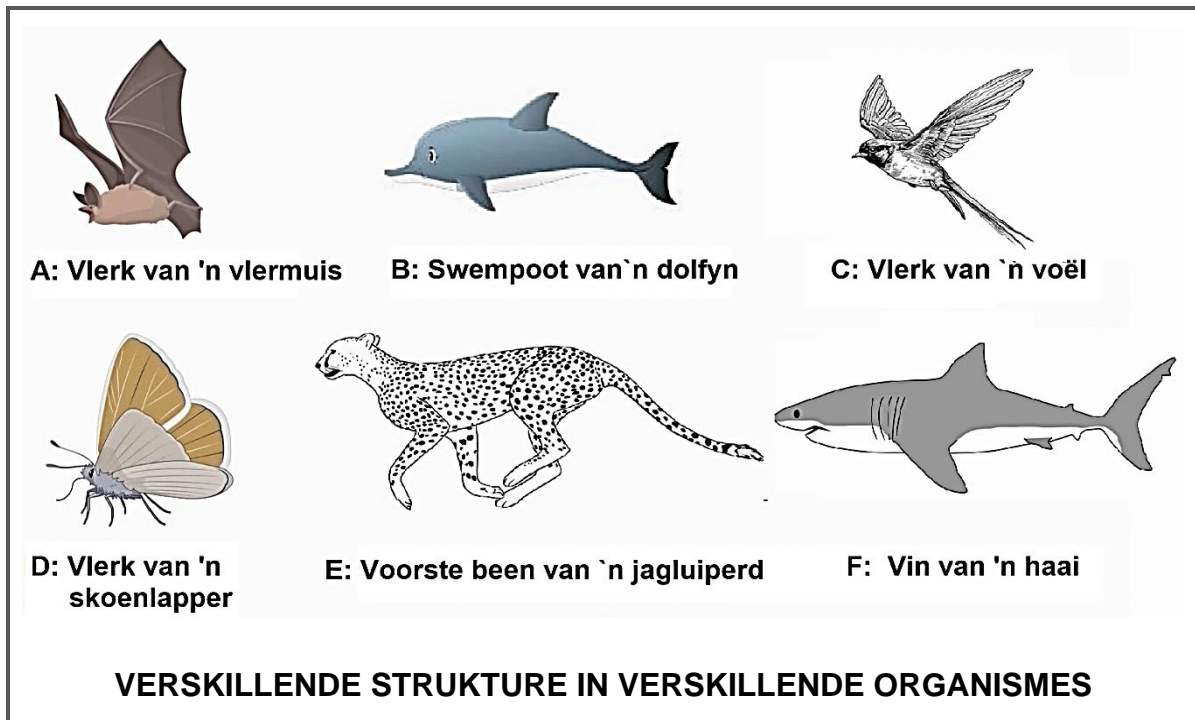 A: Vlerk van 'n vlermuis
B: Swempoot van`n dolfyn
C: Vlerk van `n voël
D: Vlerk van 'n
skoenlapper
E: Voorste been van `n jagluiperd
F: Vin van 'n haai
VERSKILLENDE STRUKTURE IN VERSKILLENDE ORGANISMES